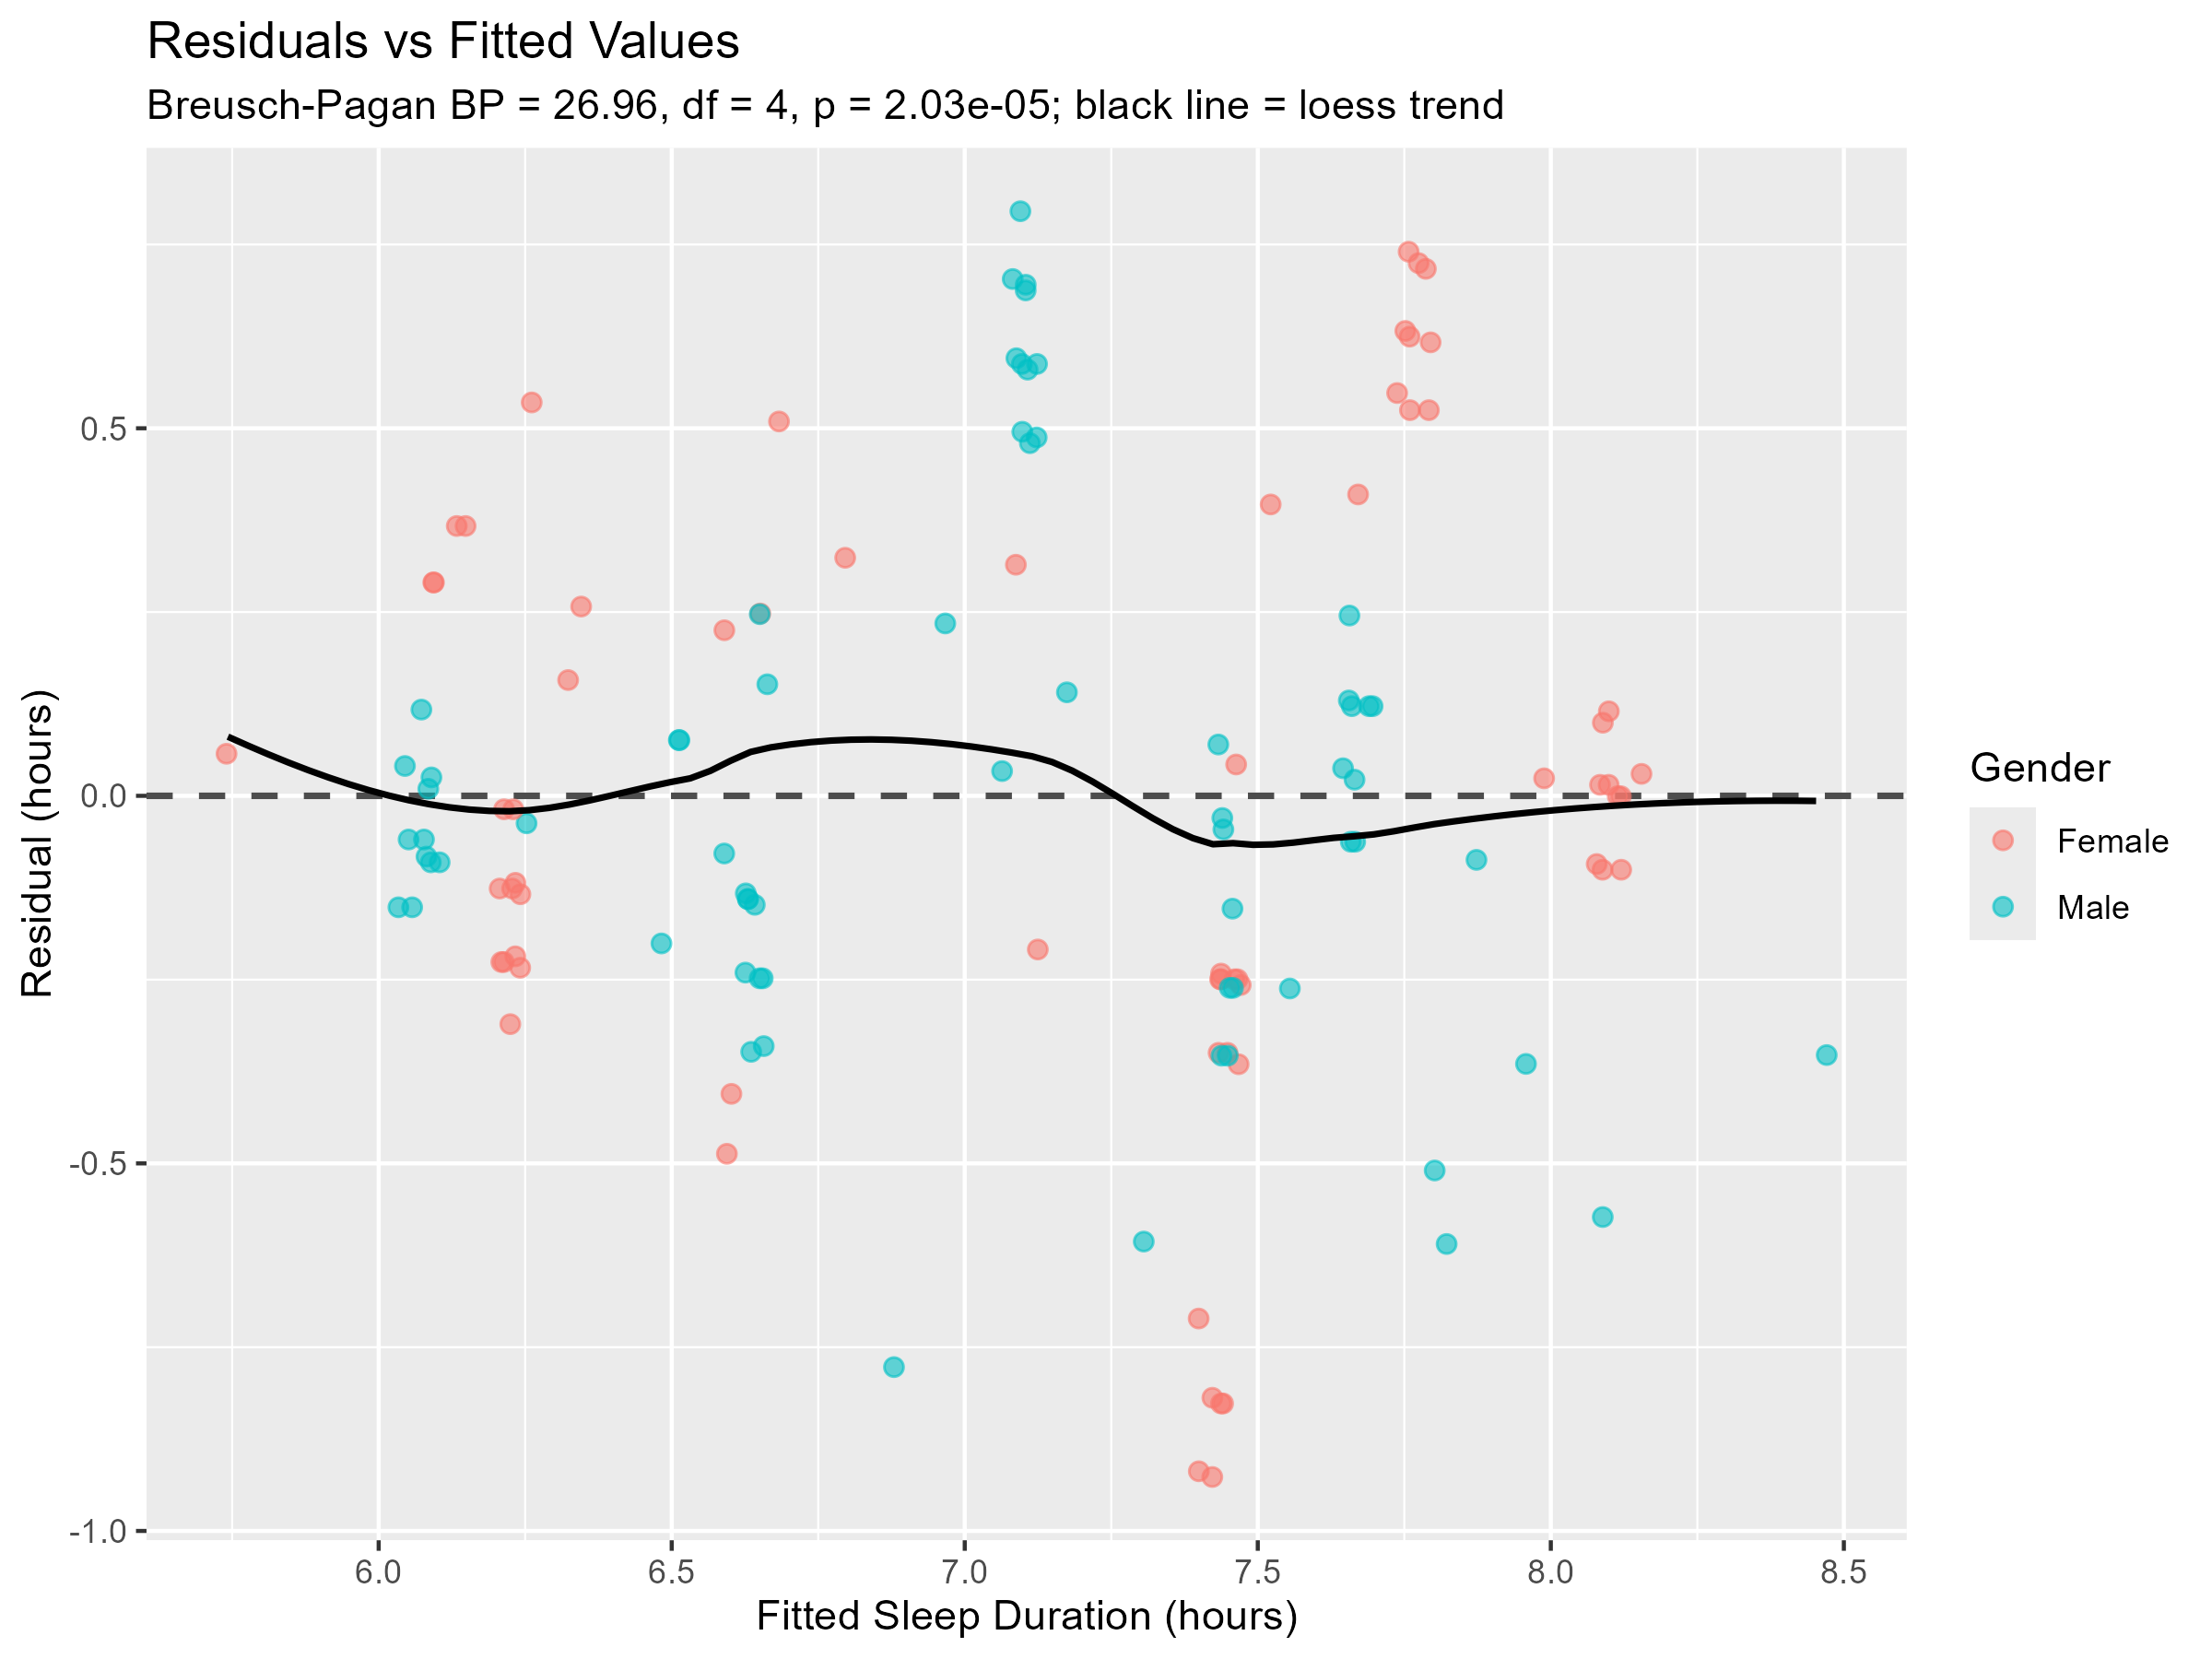 Residuals vs Fitted Values
Breusch-Pagan BP = 26.96, df = 4, p = 2.03e-05; black line = loess trend
Residual (hours)
0.5
0.0
-0.5
-1.0
6.0 6.5 7.0 7.5 8.0 8.5
Fitted Sleep Duration (hours)
Gender
Female
Male